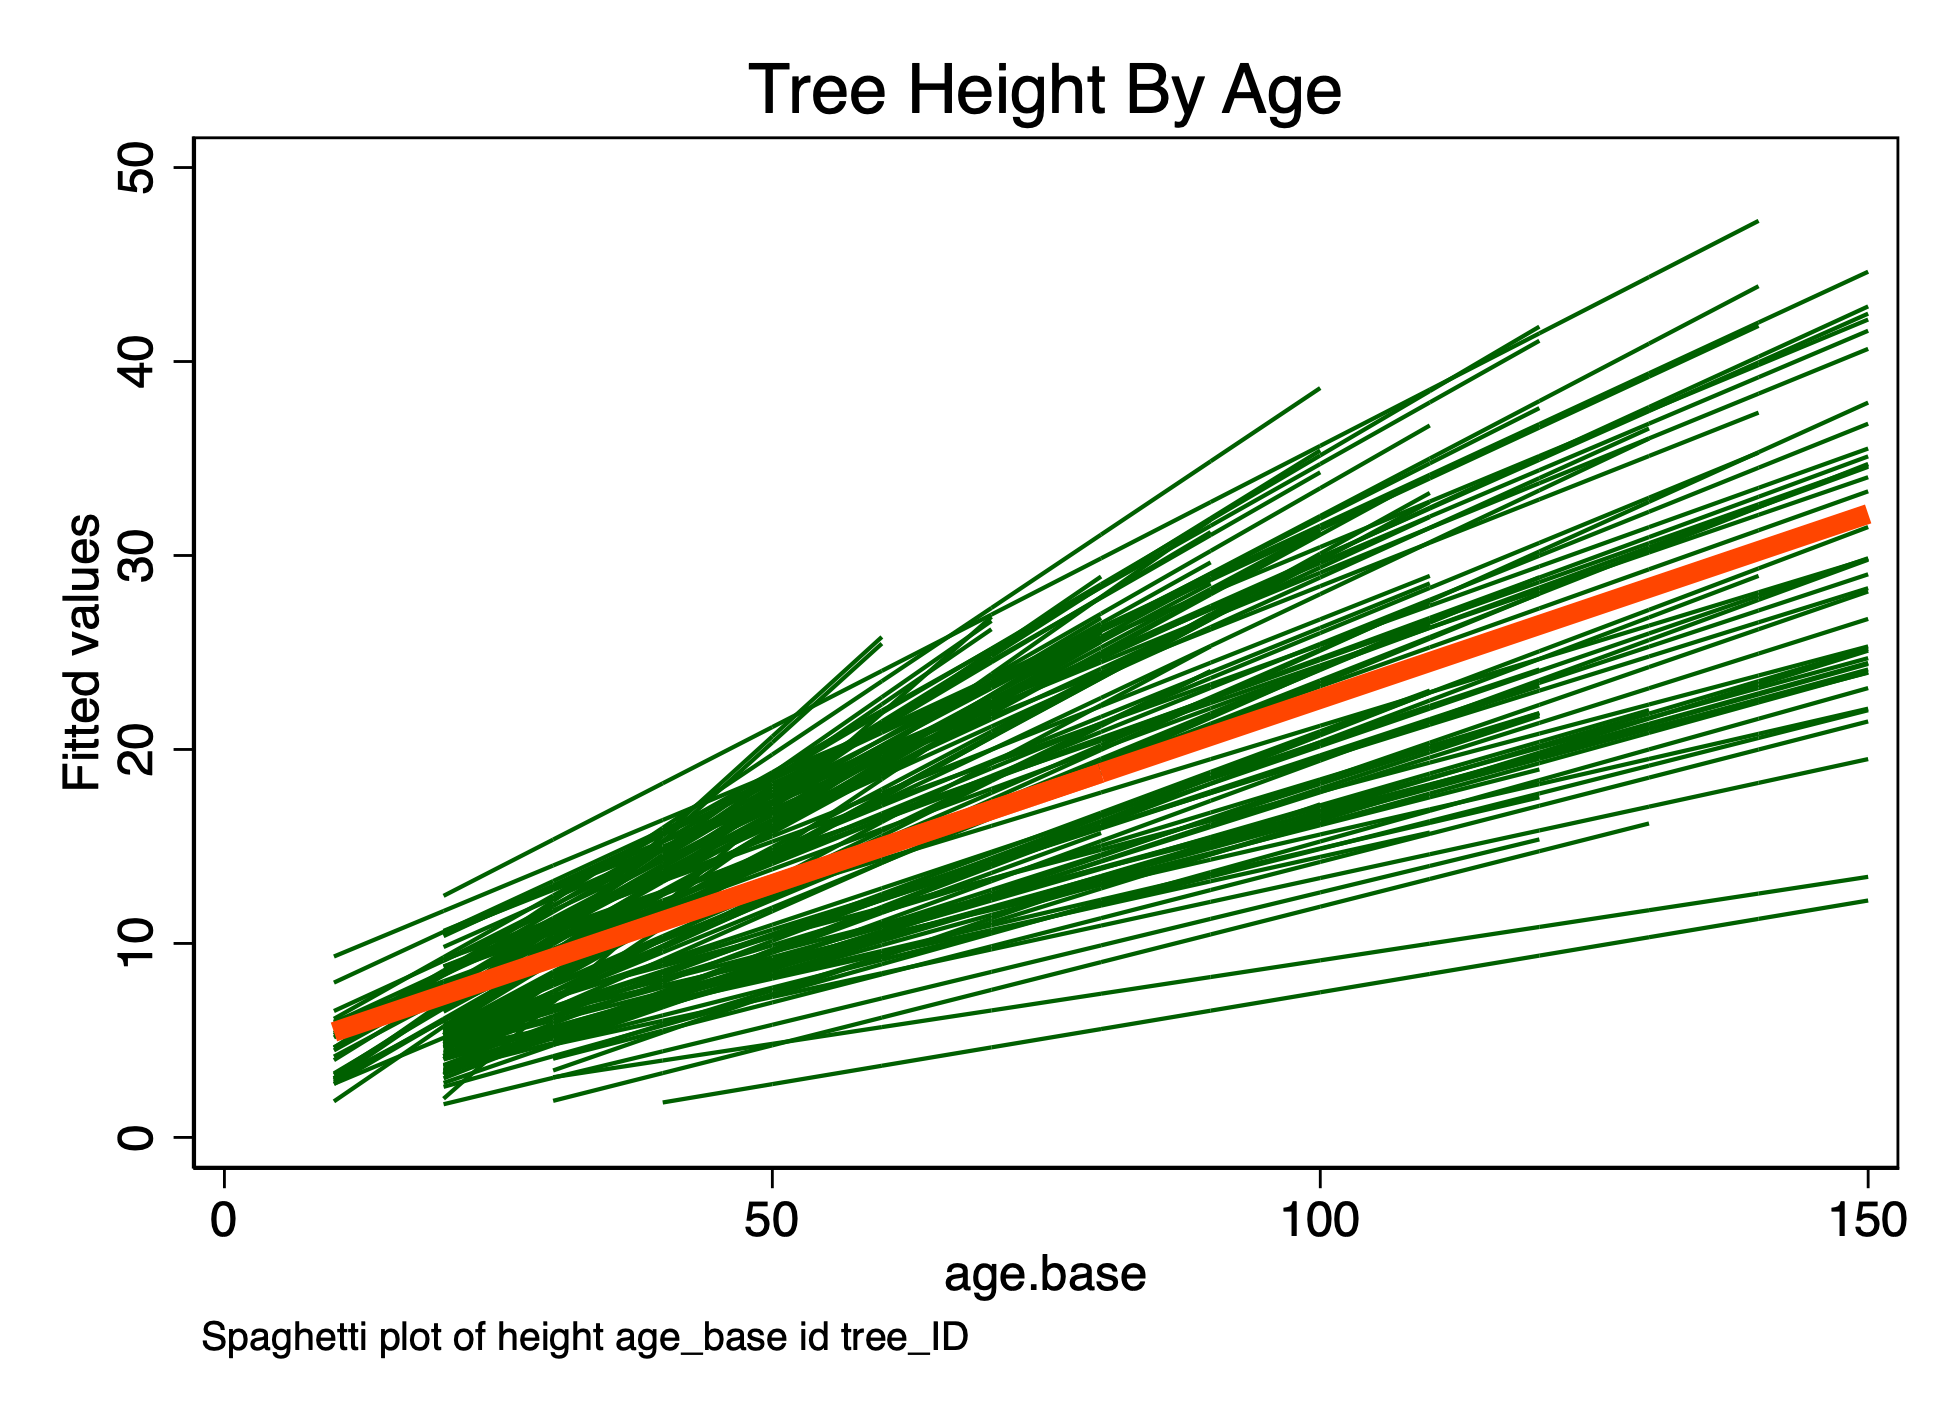 Tree Height By Age
50
40
30
20
10
0
Fitted values
0 50 100 150
age.base
Spaghetti plot of height age_base id tree_ID